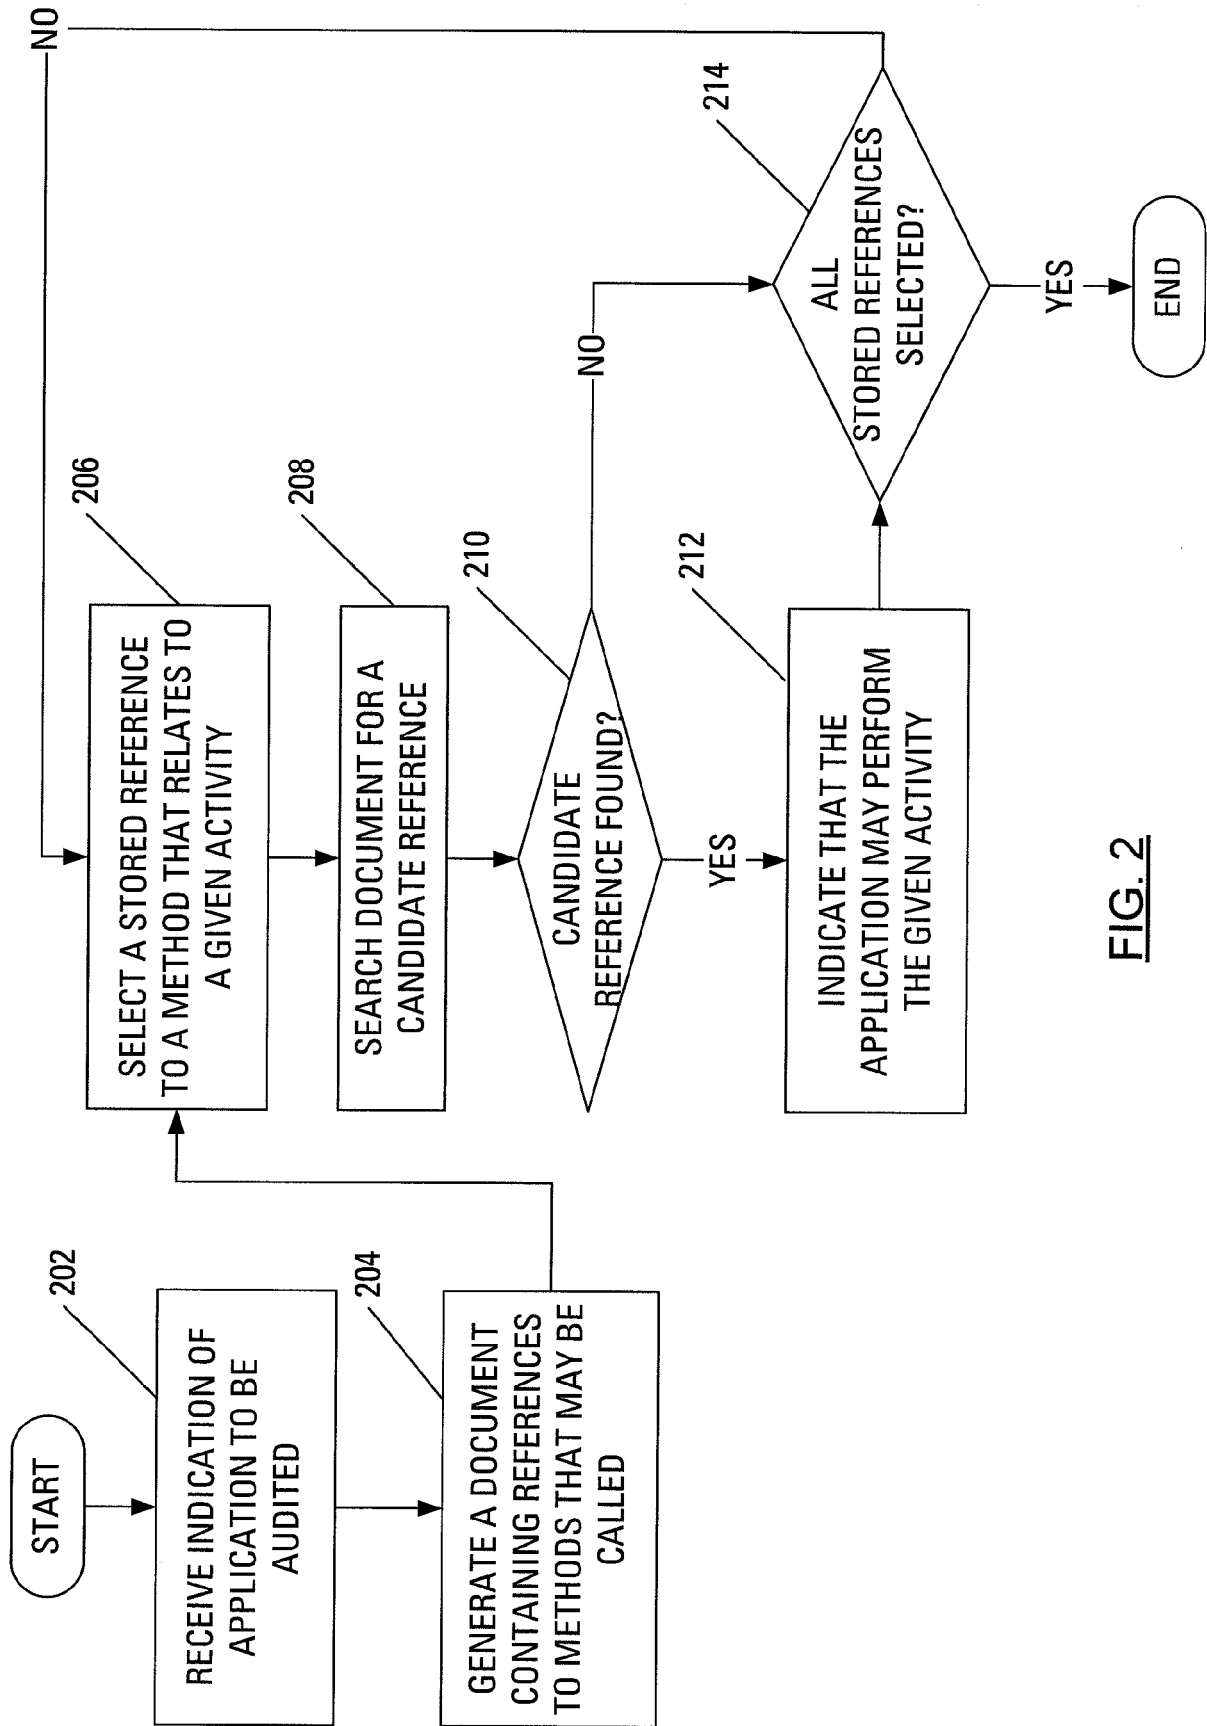 START
202
RECEIVE INDICATION OF
APPLICATION TO BE
AUDITED
204
GENERATE A DOCUMENT
CONTAINING REFERENCES
TO METHODS THAT MAY BE
CALLED
206
SELECT A STORED REFERENCE
TO A METHOD THAT RELATES TO
A GIVEN ACTIVITY
208
SEARCH DOCUMENT FOR A
CANDIDATE REFERENCE
210
CANDIDATE
REFERENCE FOUND?
NO
YES
212
INDICATE THAT THE
APPLICATION MAY PERFORM
THE GIVEN ACTIVITY
214
ALL
STORED REFERENCES
SELECTED?
NO
YES
END
FIG. 2